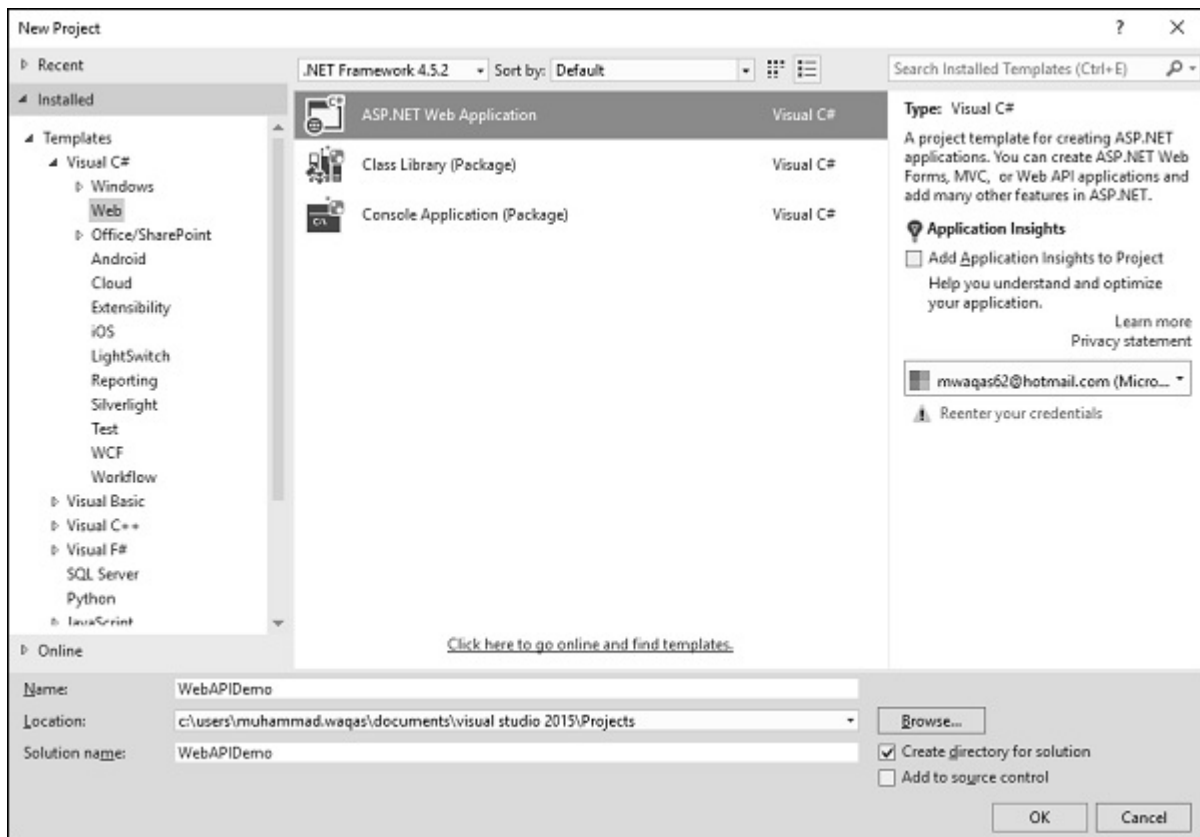 New Project
?
Recent
Installed
Templates
Visual C#
Windows
Web
Office/SharePoint
Android
Cloud
Extensibility
iOS
LightSwitch
Reporting
Silverlight
Test
WCF
Workflow
Visual Basic
Visual C++
Visual F#
SQL Server
Python
JavaScript
Online
.NET Framework 4.5.2
Sort by: Default
ASP.NET Web Application Visual C#
Class Library (Package) Visual C#
Console Application (Package) Visual C#
Click here to go online and find templates.
Search Installed Templates (Ctrl+E)
Type: Visual C#
A project template for creating ASP.NET
applications. You can create ASP.NET Web
Forms, MVC, or Web API applications and
add many other features in ASP.NET.
Application Insights
Add Application Insights to Project
Help you understand and optimize
your application.
Learn more
Privacy statement
mwaqas62@hotmail.com (Micro...
Reenter your credentials
Name: WebAPIDemo
Location: c:\users\muhammad.waqas\documents\visual studio 2015\Projects
Browse...
Solution name: WebAPIDemo
Create directory for solution
Add to source control
OK
Cancel